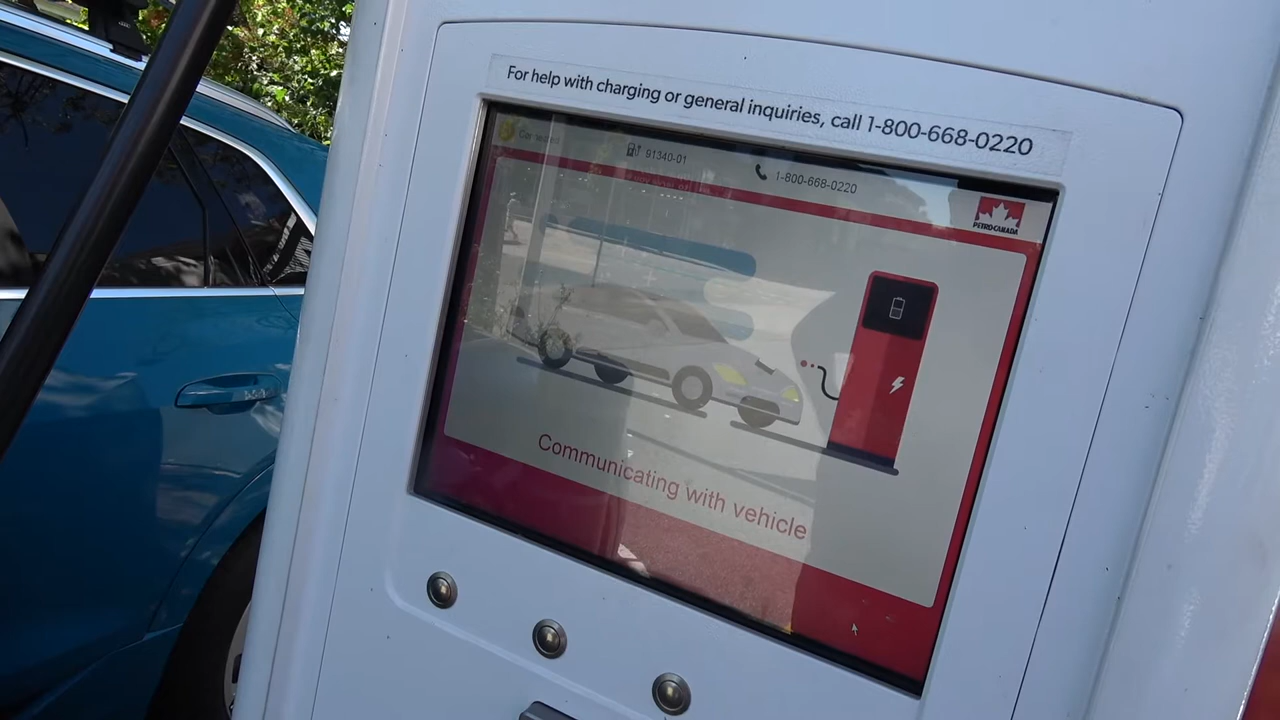 For help with charging or general inquiries, call 1-800-668-0220
91340-01
1-800-668-0220
PETRO-CANADA
Communicating with vehicle